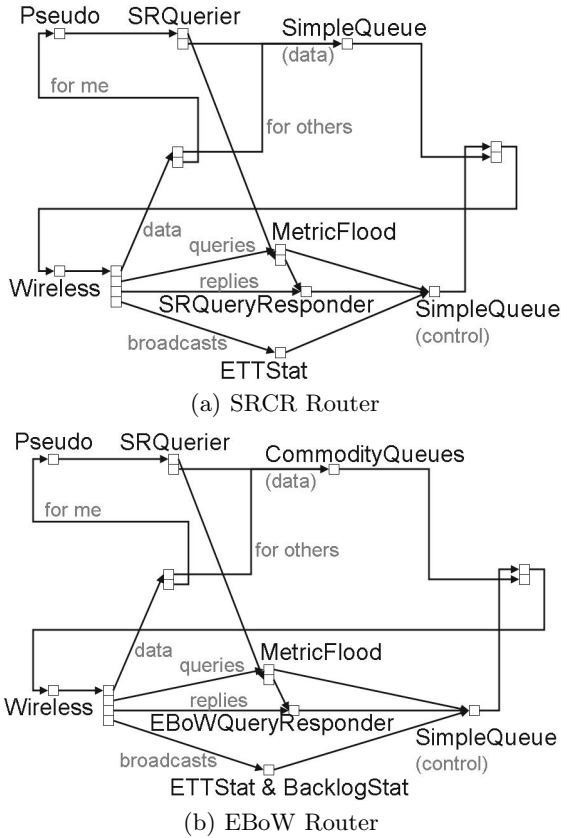 Pseudo SRQuerier SimpleQueue
(data)
for me
for others
data
queries MetricFlood
replies
Wireless SRQueryResponder SimpleQueue
(control)
broadcasts
ETTStat
(a) SRCR Router
Pseudo SRQuerier CommodityQueues
(data)
for me
for others
data
queries MetricFlood
replies
Wireless EBoWQueryResponder SimpleQueue
(control)
broadcasts
ETTStat & BacklogStat
(b) EBoW Router